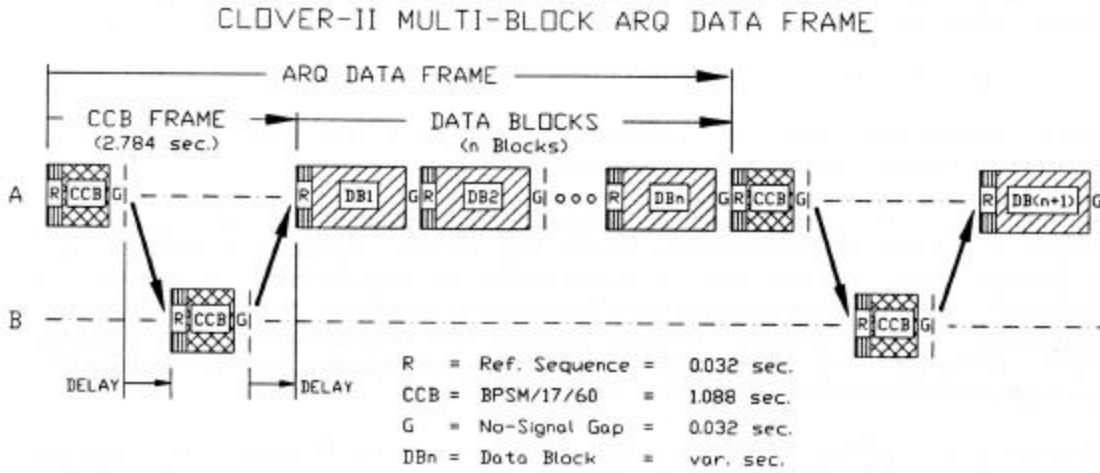 CLOVER-II MULTI-BLOCK ARQ DATA FRAME
ARQ DATA FRAME
CCB FRAME
(2.784 sec.)
DATA BLOCKS
(n Blocks)
A R CCB G R DB1 G R DB2 G R DBn G R CCB G R DB(n+1) G
B R CCB G R CCB G
DELAY DELAY
R = Ref. Sequence = 0.032 sec.
CCB = BPSM/17/60 = 1.088 sec.
G = No-Signal Gap = 0.032 sec.
DBn = Data Block = var. sec.